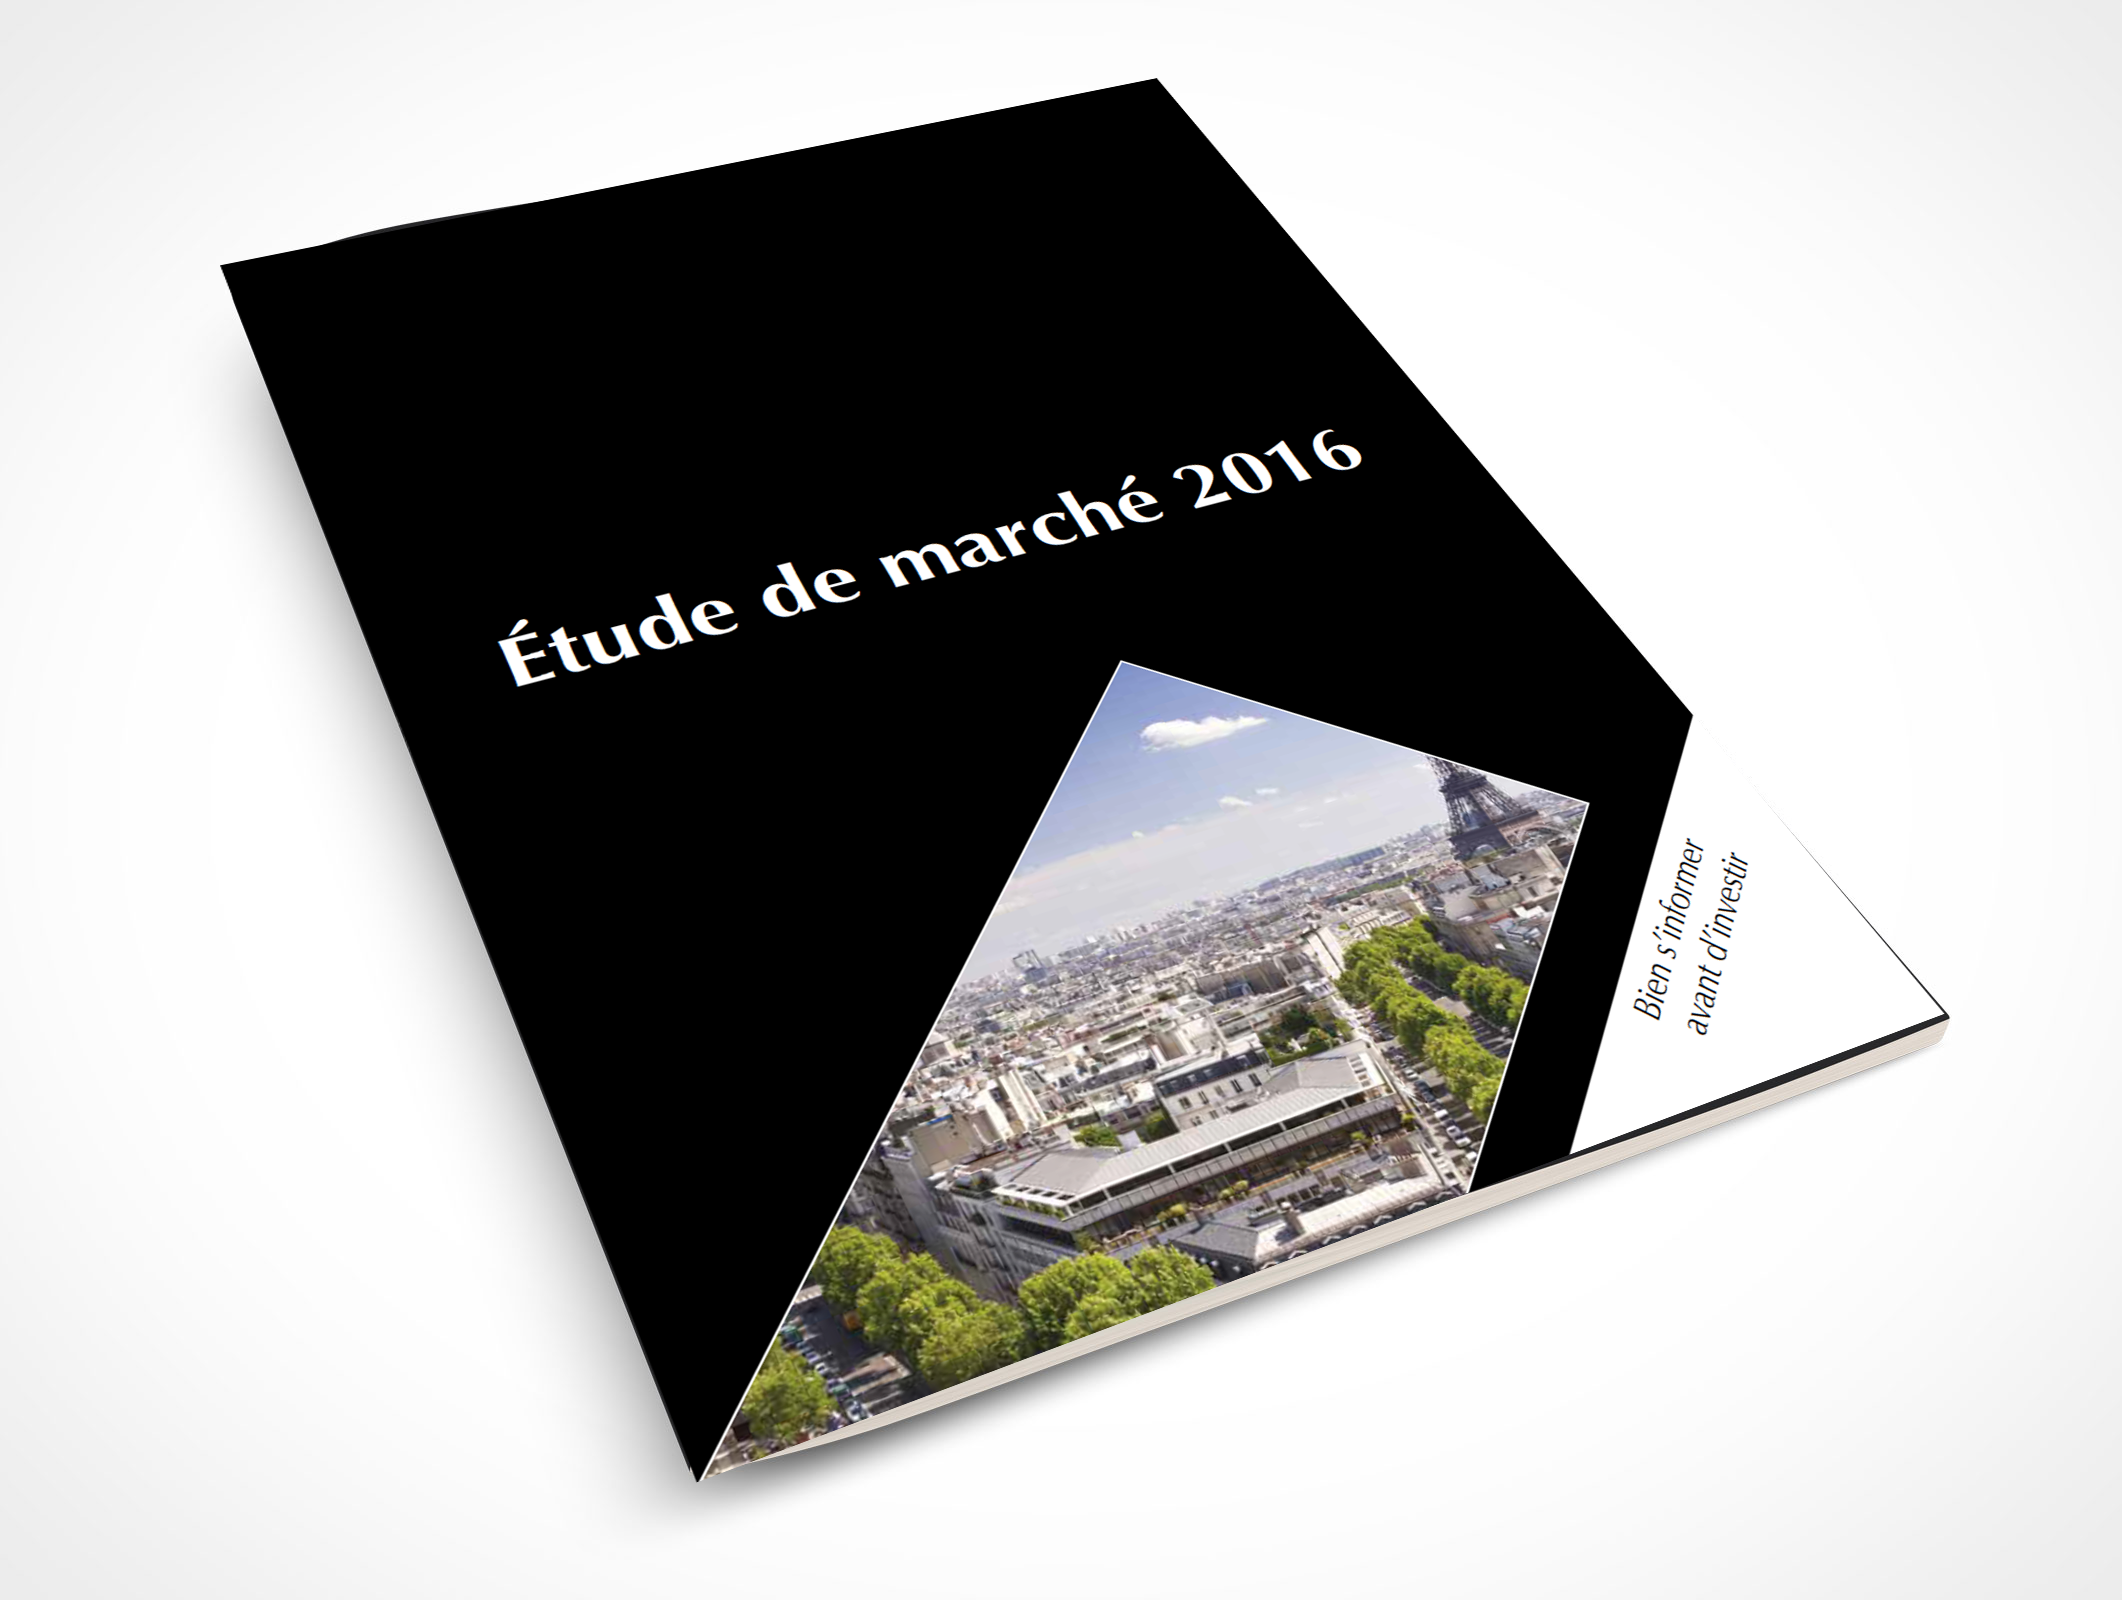 Étude de marché 2016
Bien s'informer
avant d'investir